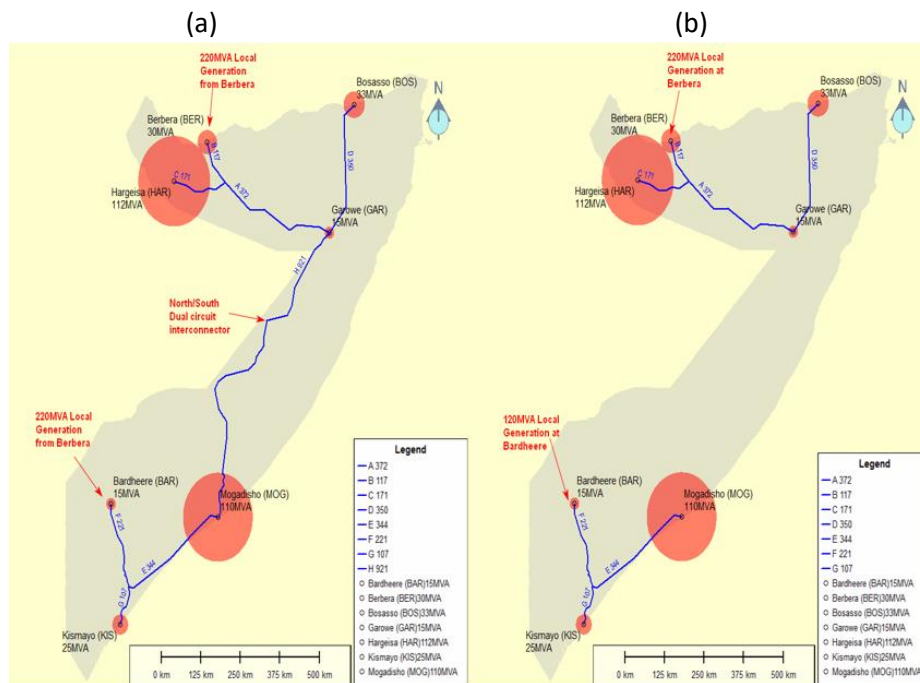 (a)
220MVA Local
Generation
from Berbera
Bosasso (BOS)
33MVA
N
Berbera (BER)
30MVA
B 117
C 171
D 350
A 372
Hargeisa (HAR)
112MVA
Garowe (GAR)
15MVA
H 921
North/South
Dual circuit
interconnector
220MVA Local
Generation
from Berbera
Bardheere (BAR)
15MVA
Mogadisho (MOG)
110MVA
F 221
E 344
G 107
Kismayo (KIS)
25MVA
Legend
A 372
B 117
C 171
D 350
E 344
F 221
G 107
H 921
Bardheere (BAR)15MVA
Berbera (BER)30MVA
Bosasso (BOS)33MVA
Garowe (GAR)15MVA
Hargeisa (HAR)112MVA
Kismayo (KIS)25MVA
Mogadisho (MOG)110MVA
0 km 125 km 250 km 375 km 500 km
(b)
220MVA Local
Generation at
Berbera
Bosasso (BOS)
33MVA
N
Berbera (BER)
30MVA
B 117
C 171
D 350
A 372
Hargeisa (HAR)
112MVA
Garowe (GAR)
15MVA
120MVA Local
Generation at
Bardheere
Bardheere (BAR)
15MVA
Mogadisho (MOG)
110MVA
F 221
E 344
G 107
Kismayo (KIS)
25MVA
Legend
A 372
B 117
C 171
D 350
E 344
F 221
G 107
Bardheere (BAR)15MVA
Berbera (BER)30MVA
Bosasso (BOS)33MVA
Garowe (GAR)15MVA
Hargeisa (HAR)112MVA
Kismayo (KIS)25MVA
Mogadisho (MOG)110MVA
0 km 125 km 250 km 375 km 500 km